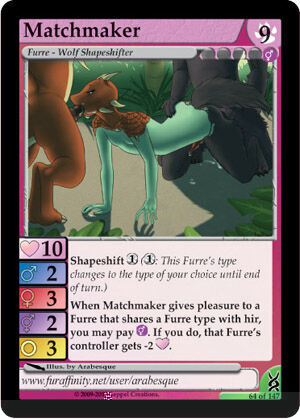 Matchmaker
9
Furre - Wolf Shapeshifter
10
2
3
2
3
Shapeshift ① (①: This Furre's type
changes to the type of your choice until end
of turn.)
When Matchmaker gives pleasure to a
Furre that shares a Furre type with hir,
you may pay ⚥. If you do, that Furre's
controller gets -2 ♥.
Illus. by Arabesque
www.furaffinity.net/user/arabesque
64 of 147
Creations.